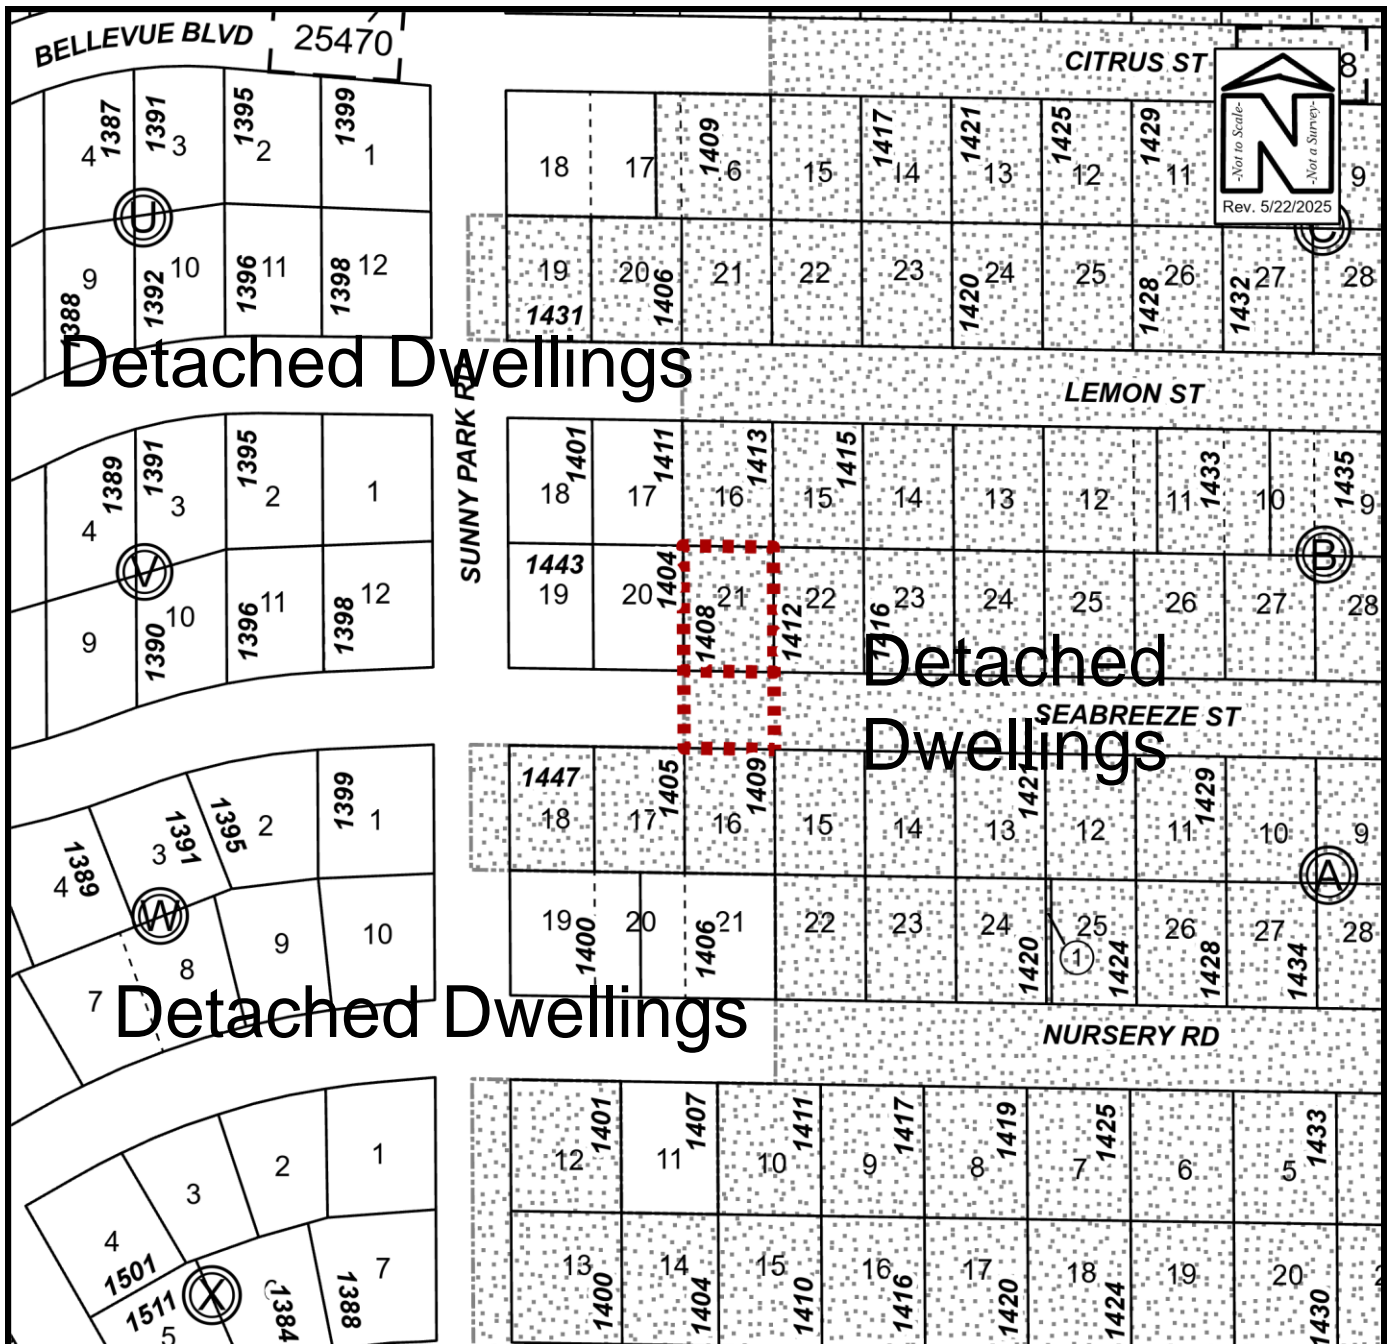 BELLEVUE BLVD
25470
CITRUS ST
8
-Not to Scale-
N
-Not a Survey-
Rev. 5/22/2025
4 1387 1391 3 1395 2 1399 1
18 17 1409 6 15 1417 14 1421 13 1425 12 1429 11 9
U
C
9 1388 1392 10 1396 11 1398 12
19 1431 20 1406 21 22 23 1420 24 25 1428 26 1432 27 28
Detached Dwellings
SUNNY PARK RD
LEMON ST
4 1389 1391 3 1395 2 1
18 1401 17 1411 16 1413 15 1415 14 13 12 11 1433 10 1435 9
V
B
9 1390 10 1396 11 1398 12
1443 19 20 1404 1408 21 1412 22 1416 23 24 25 26 27 28
Detached
Dwellings
SEABREEZE ST
4 1389 3 1391 1395 2 1399 1
1447 18 17 1405 16 1409 15 14 13 12 11 1429 10 9
W
A
7 8 9 10
19 1400 20 1406 21 22 23 24 1420 25 1 1424 26 1428 27 1434 28
Detached Dwellings
NURSERY RD
4 3 2 1
12 1401 11 1407 10 1411 9 1417 8 1419 7 1425 6 5 1433
1501
1511
X
5 1384 1388 7
13 1400 14 1404 15 1410 16 1416 17 1420 18 1424 19 20 1430